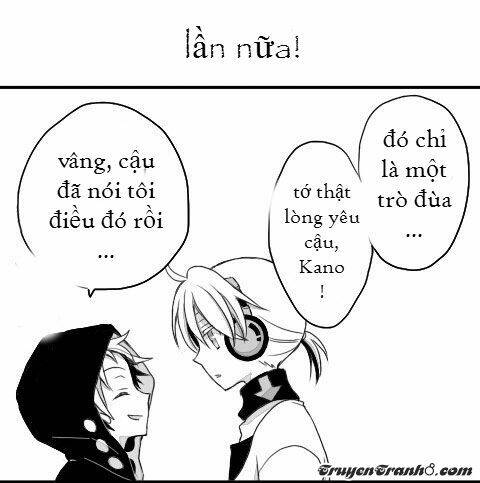 lần nữa!
đó chỉ
là một
trò đùa
...
tớ thật
lòng yêu
cậu,
Kano
!
vâng, cậu
đã nói tôi
điều đó rồi
...
TruyenTranh8.com